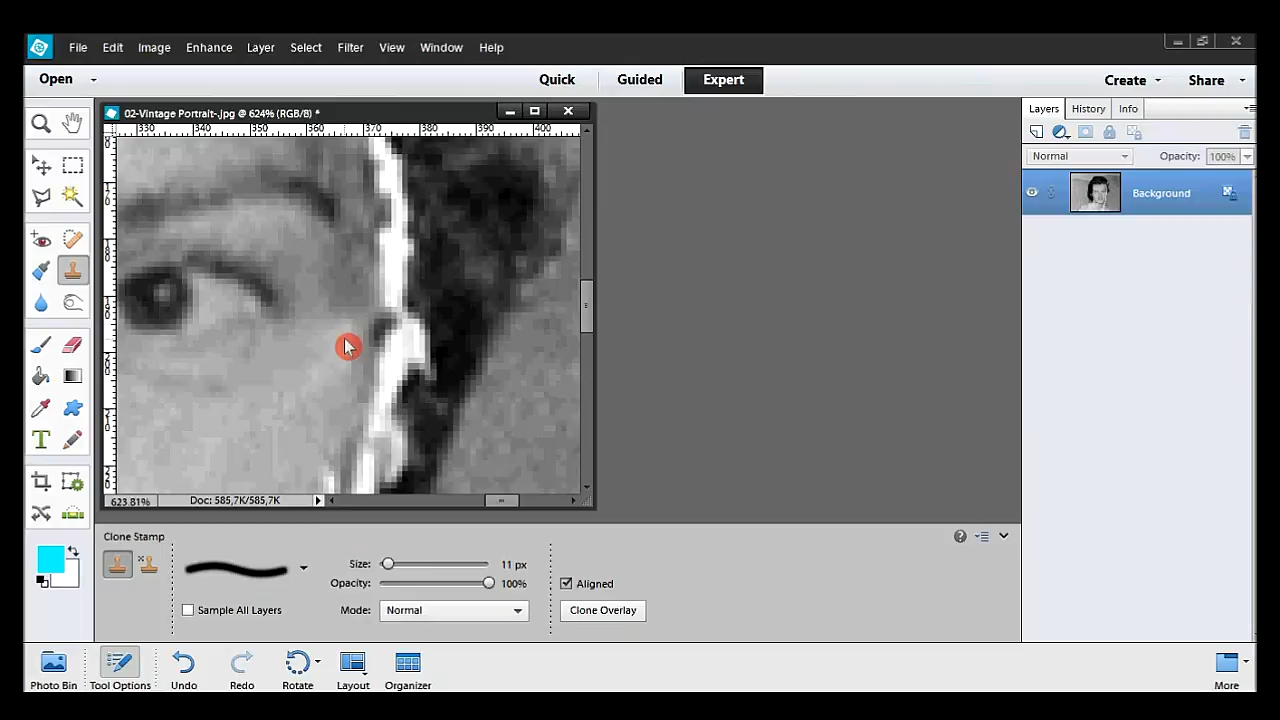 File Edit Image Enhance Layer Select Filter View Window Help
Open Quick Guided Expert Create Share
02-Vintage Portrait-.jpg @ 624% (RGB/8) *
330 340 350 360 370 380 390 400
Layers History Info
Normal Opacity: 100%
Background
623.81% Doc: 585,7K/585,7K
Clone Stamp
Size: 11 px
Opacity: 100%
Aligned
Sample All Layers
Mode: Normal
Clone Overlay
Photo Bin Tool Options Undo Redo Rotate Layout Organizer More